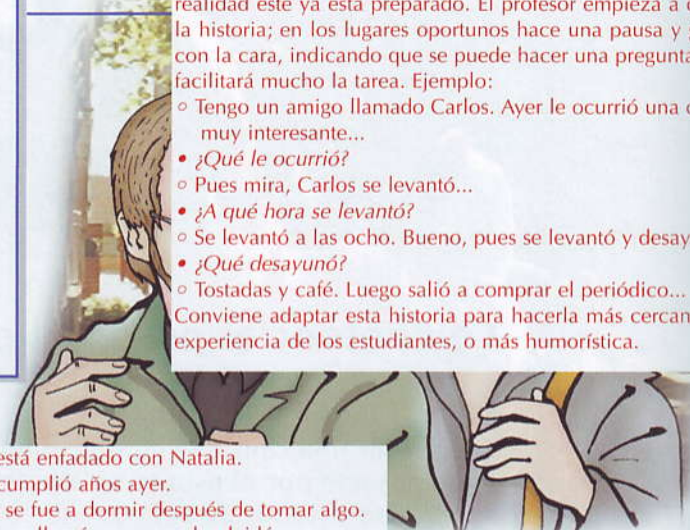 realidad este ya está preparado. El profesor empieza a
la historia; en los lugares oportunos hace una pausa y
con la cara, indicando que se puede hacer una pregunta
facilitará mucho la tarea. Ejemplo:
○ Tengo un amigo llamado Carlos. Ayer le ocurrió una
muy interesante...
• ¿Qué le ocurrió?
○ Pues mira, Carlos se levantó...
• ¿A qué hora se levantó?
○ Se levantó a las ocho. Bueno, pues se levantó y desay
• ¿Qué desayunó?
○ Tostadas y café. Luego salió a comprar el periódico...
Conviene adaptar esta historia para hacerla más cercan
experiencia de los estudiantes, o más humorística.
está enfadado con Natalia.
cumplió años ayer.
se fue a dormir después de tomar algo.